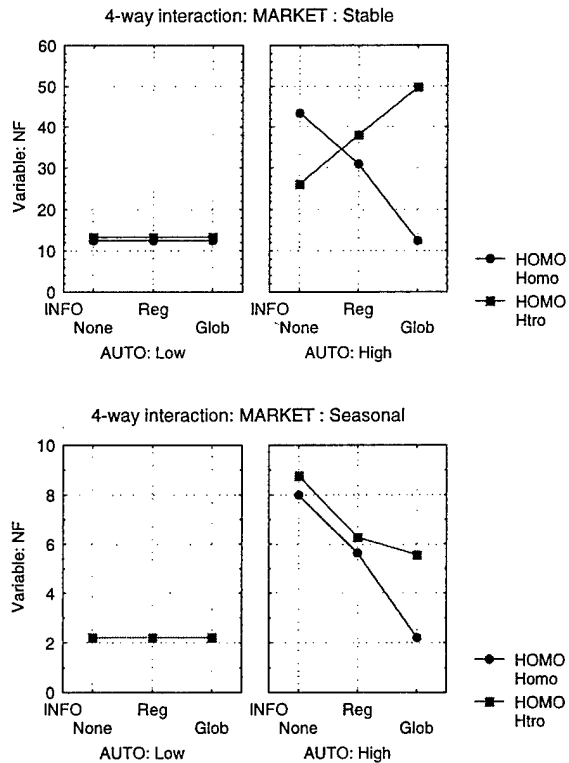 4-way interaction: MARKET : Stable
60
50
40
30
20
10
0
Variable: NF
INFO
None
Reg
Glob
AUTO: Low
INFO
None
Reg
Glob
AUTO: High
HOMO
Homo
HOMO
Htro
4-way interaction: MARKET : Seasonal
10
8
6
4
2
0
Variable: NF
INFO
None
Reg
Glob
AUTO: Low
INFO
None
Reg
Glob
AUTO: High
HOMO
Homo
HOMO
Htro